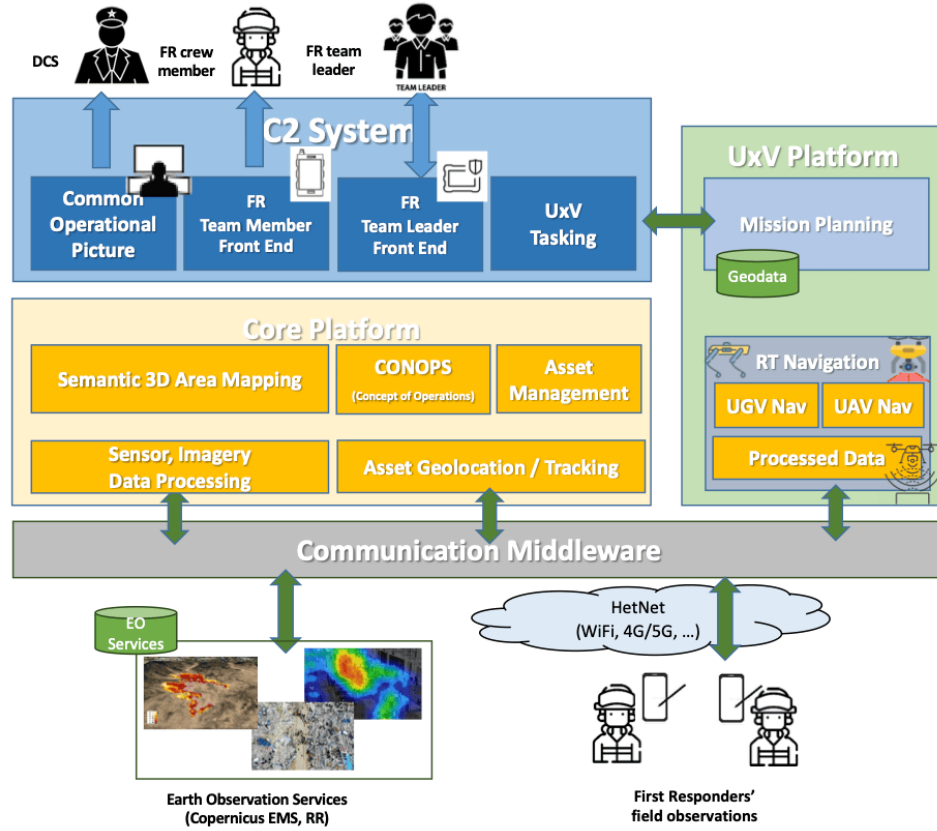 DCS
FR crew
member
FR team
leader
TEAM LEADER
C2 System
Common
Operational
Picture
FR
Team Member
Front End
FR
Team Leader
Front End
UxV
Tasking
UxV Platform
Mission Planning
Geodata
Core Platform
Semantic 3D Area Mapping
CONOPS
(Concept of Operations)
Asset
Management
Sensor, Imagery
Data Processing
Asset Geolocation / Tracking
RT Navigation
UGV Nav
UAV Nav
Processed Data
Communication Middleware
EO
Services
HetNet
(WiFi, 4G/5G, ...)
Earth Observation Services
(Copernicus EMS, RR)
First Responders'
field observations